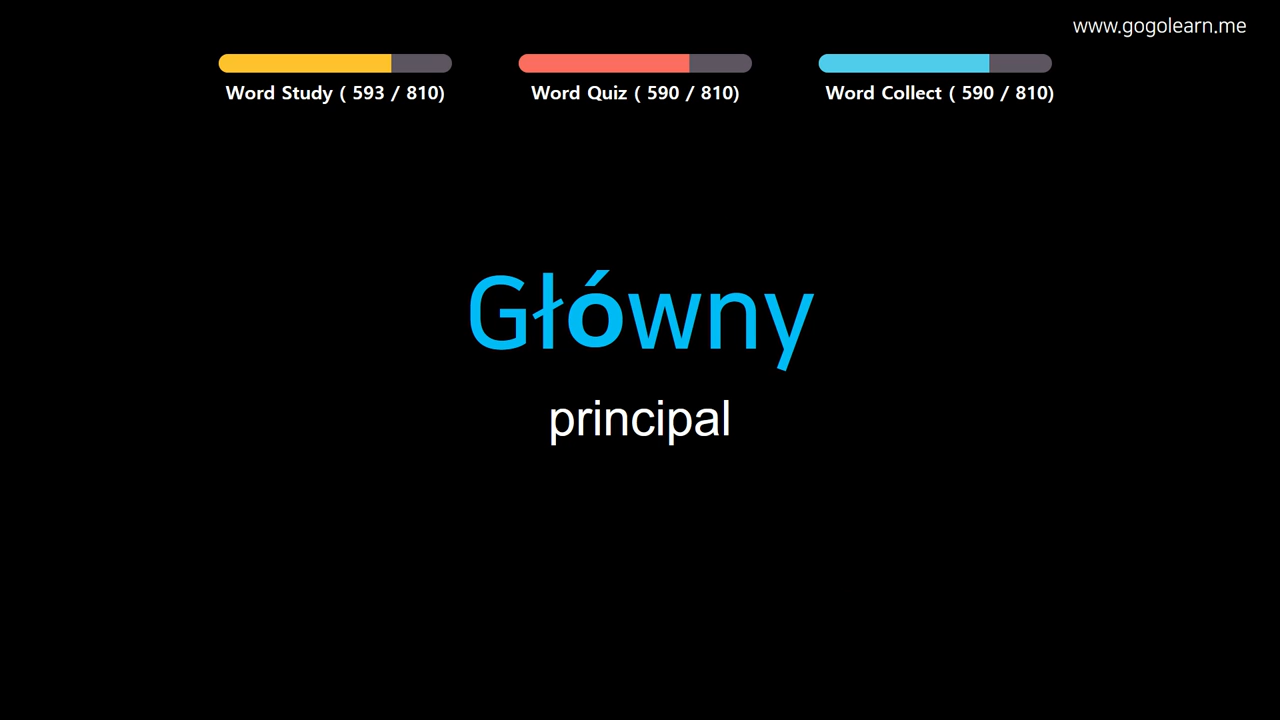 www.gogolearn.me
Word Study ( 593 / 810)
Word Quiz ( 590 / 810)
Word Collect ( 590 / 810)
Główny
principal